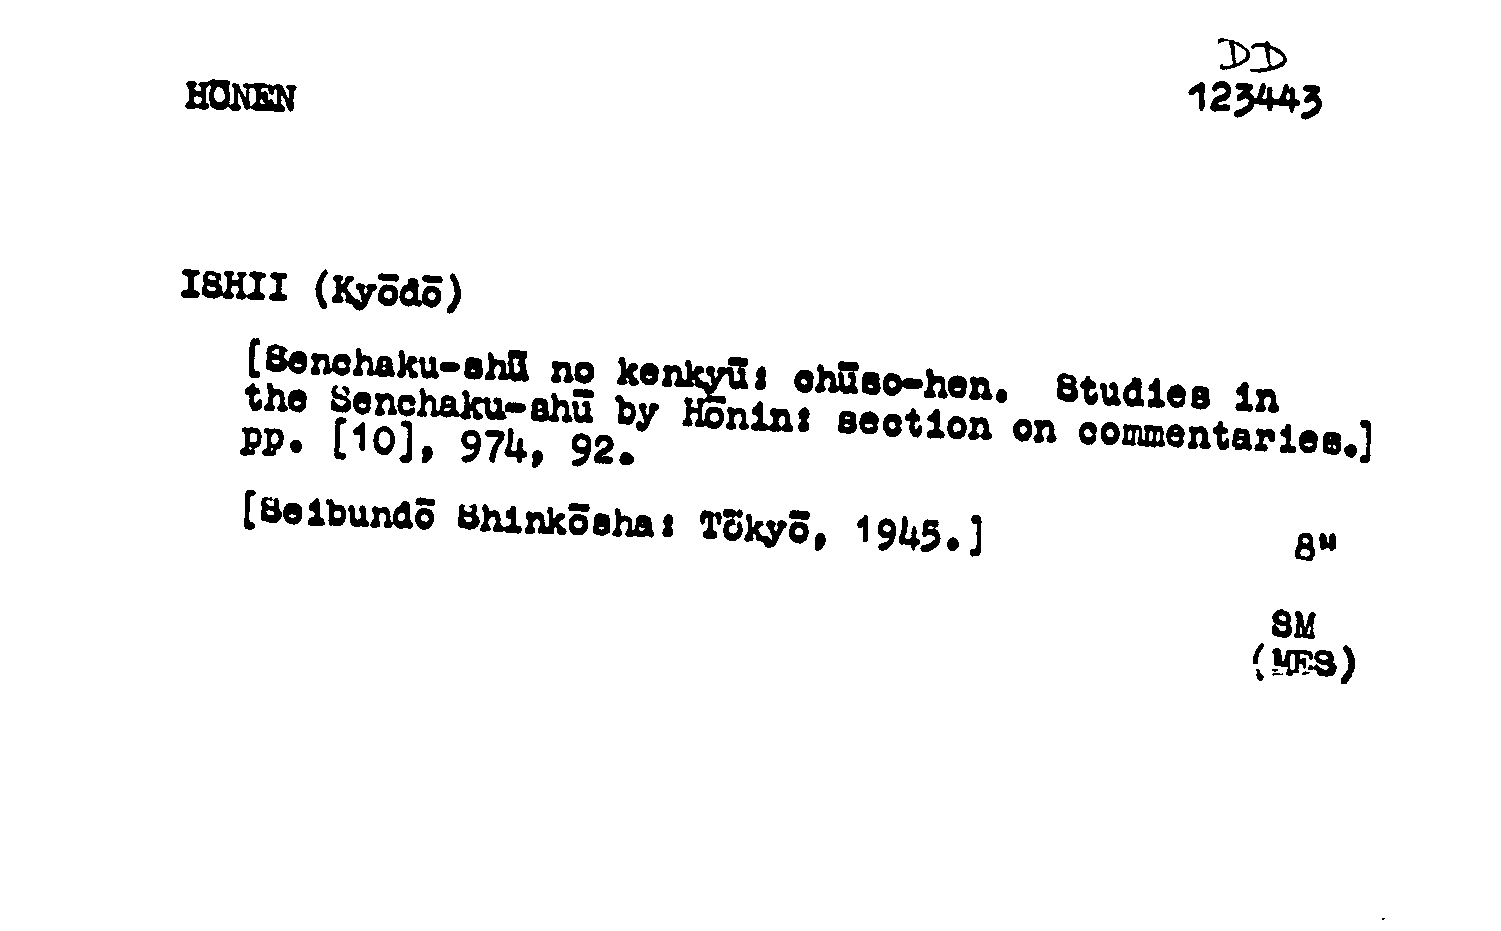 DD
HŌNEN 123443
ISHII (Kyōdō)
[Senchaku-shū no kenkyū: chūso-hen. Studies in
the Senchaku-shū by Hōnin: section on commentaries.]
pp. [10], 974, 92.
[Seibundō Shinkōsha: Tōkyō, 1945.]
8"
SM
(MES)